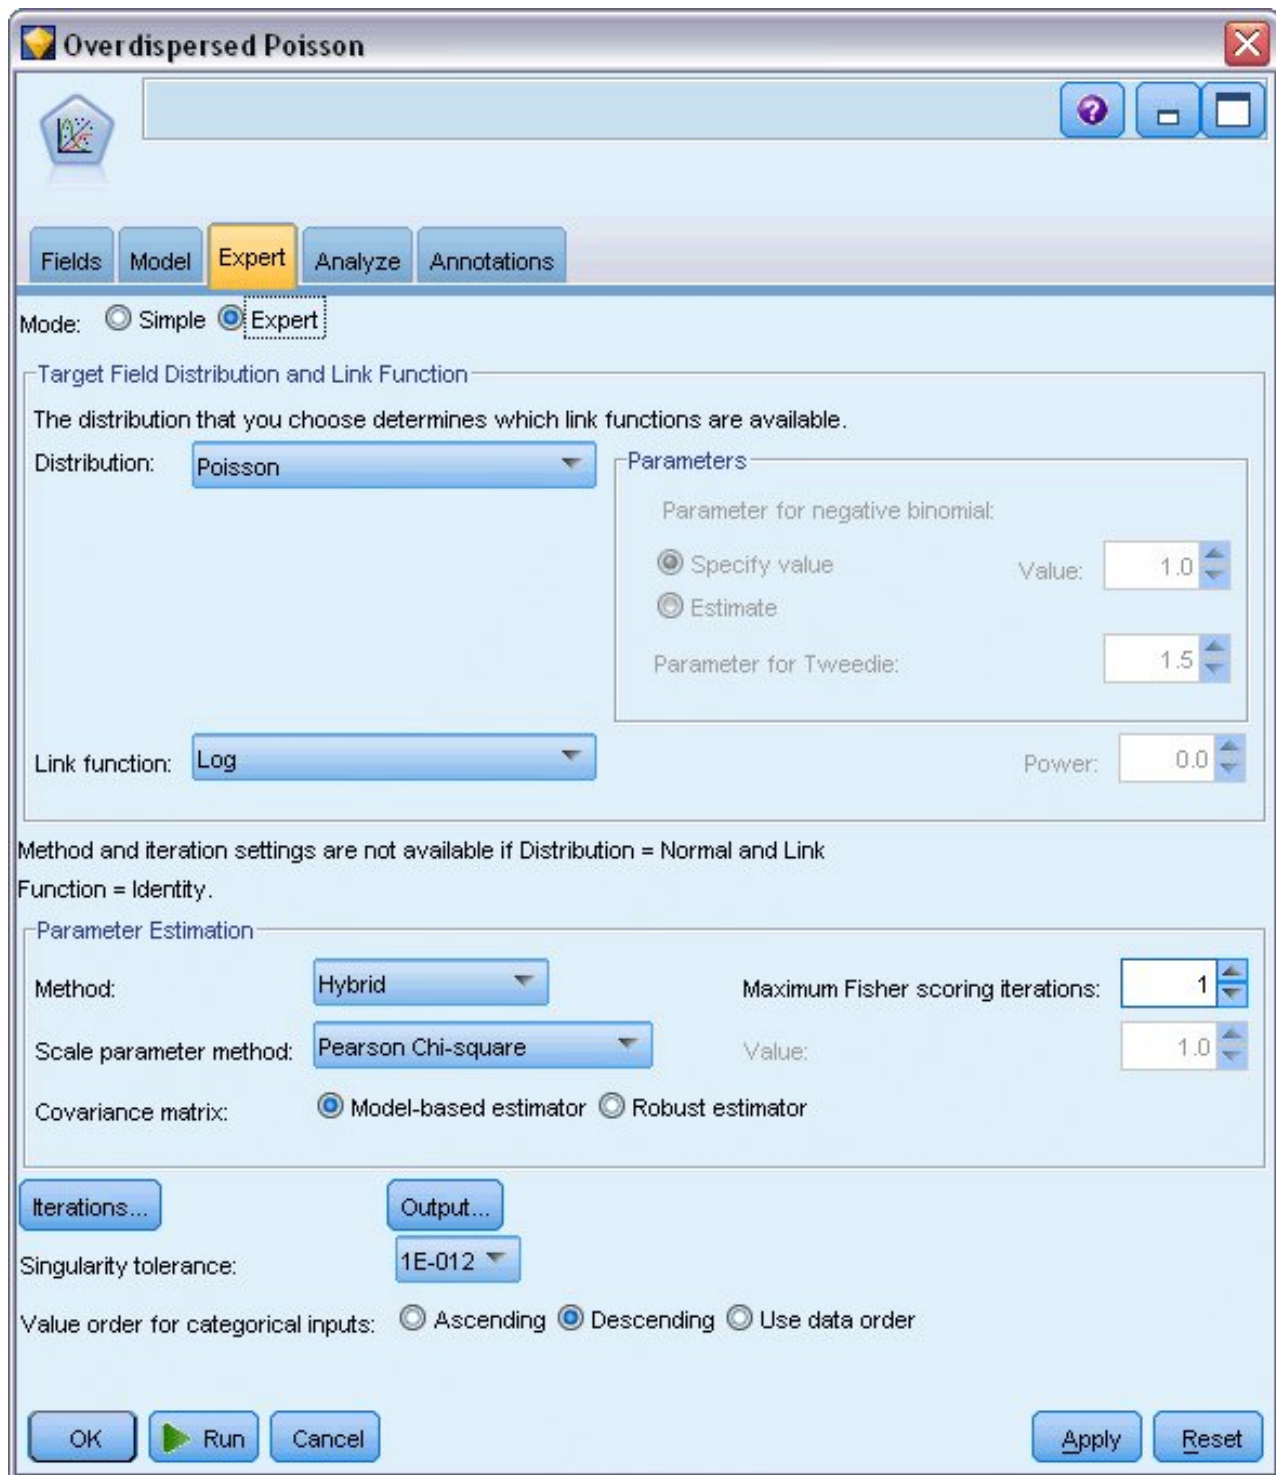 Overdispersed Poisson
Fields Model Expert Analyze Annotations
Mode: Simple Expert
Target Field Distribution and Link Function
The distribution that you choose determines which link functions are available.
Distribution: Poisson
Parameters
Parameter for negative binomial:
Specify value Value: 1.0
Estimate
Parameter for Tweedie: 1.5
Link function: Log Power: 0.0
Method and iteration settings are not available if Distribution = Normal and Link
Function = Identity.
Parameter Estimation
Method: Hybrid Maximum Fisher scoring iterations: 1
Scale parameter method: Pearson Chi-square Value: 1.0
Covariance matrix: Model-based estimator Robust estimator
Iterations... Output...
Singularity tolerance: 1E-012
Value order for categorical inputs: Ascending Descending Use data order
OK Run Cancel Apply Reset